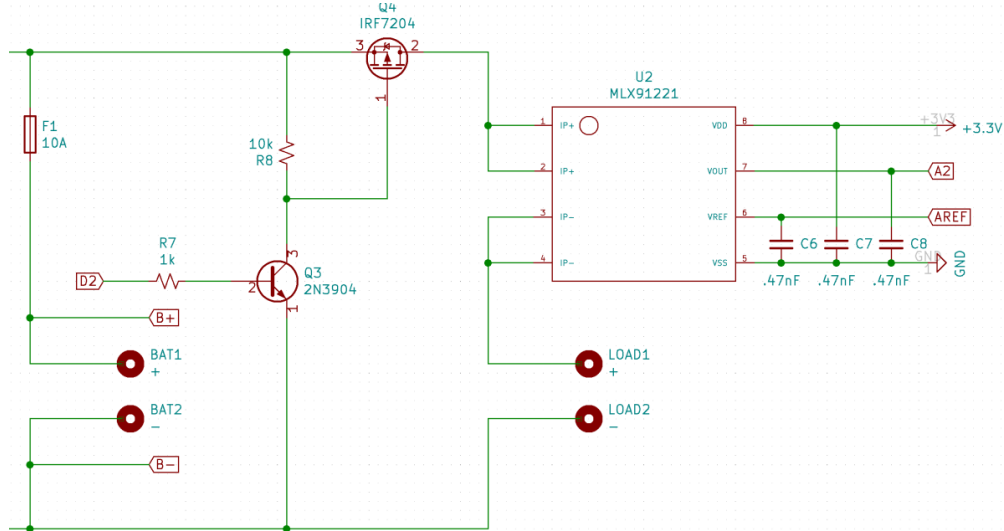 Q4
IRF7204
3
2
1
U2
MLX91221
F1
10A
10k
R8
1
IP+
VDD
8
+3V3
1
+3.3V
2
IP+
VOUT
7
A2
3
IP-
VREF
6
AREF
4
IP-
VSS
5
C6
C7
C8
GND
1
GND
.47nF
.47nF
.47nF
R7
1k
D2
2
3
Q3
2N3904
1
B+
BAT1
+
LOAD1
+
BAT2
-
LOAD2
-
B-